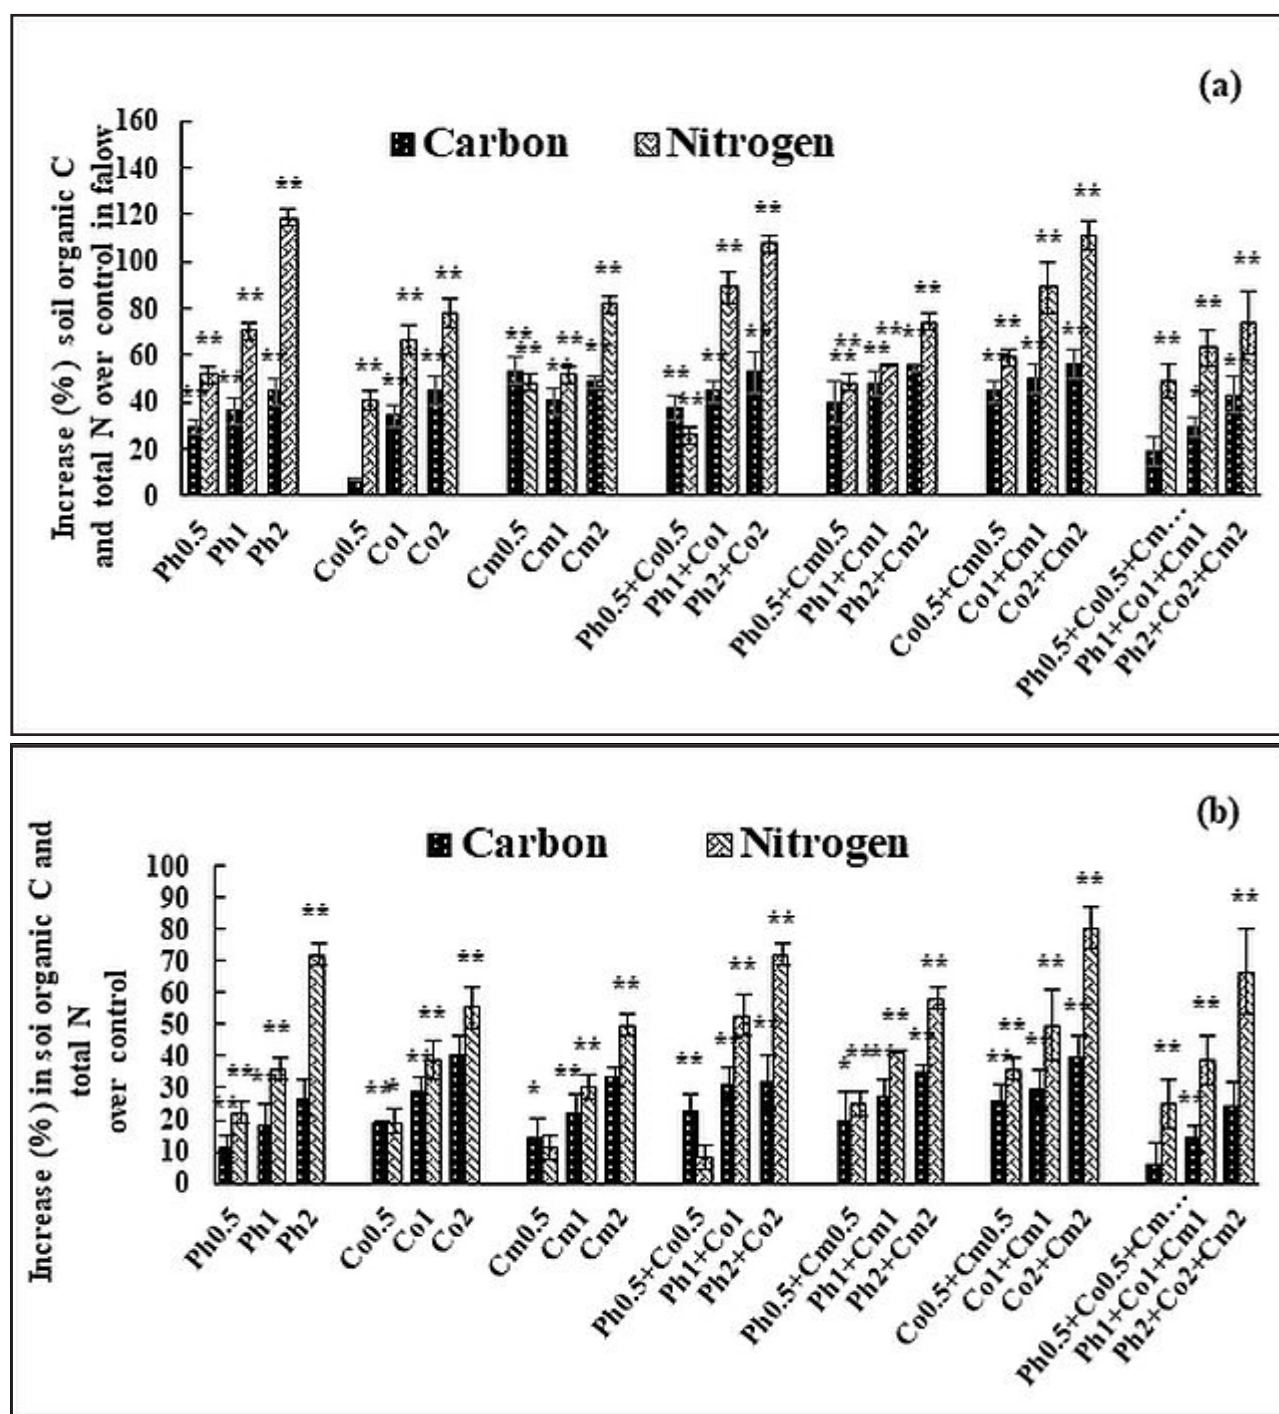 (a)
Increase (%) soil organic C
and total N over control in falow
160
140
120
100
80
60
40
20
0
Carbon
Nitrogen
** ** ** ** ** **
** ** ** ** **
** ** * ** ** **
** ** ** ** ** **
** ** ** ** ** **
** ** ** ** ** **
** * ** * **
Ph0.5
Ph1
Ph2
Co0.5
Co1
Co2
Cm0.5
Cm1
Cm2
Ph0.5+Co0.5
Ph1+Co1
Ph2+Co2
Ph0.5+Cm0.5
Ph1+Cm1
Ph2+Cm2
Co0.5+Cm0.5
Co1+Cm1
Co2+Cm2
Ph0.5+Co0.5+Cm...
Ph1+Co1+Cm1
Ph2+Co2+Cm2
(b)
Increase (%) in soi organic C and
total N
over control
100
90
80
70
60
50
40
30
20
10
0
Carbon
Nitrogen
** ** ** ** **
** * ** ** **
* ** ** **
** ** ** ** **
* ** ** ** ** **
** ** ** ** ** **
** ** ** **
Ph0.5
Ph1
Ph2
Co0.5
Co1
Co2
Cm0.5
Cm1
Cm2
Ph0.5+Co0.5
Ph1+Co1
Ph2+Co2
Ph0.5+Cm0.5
Ph1+Cm1
Ph2+Cm2
Co0.5+Cm0.5
Co1+Cm1
Co2+Cm2
Ph0.5+Co0.5+Cm...
Ph1+Co1+Cm1
Ph2+Co2+Cm2